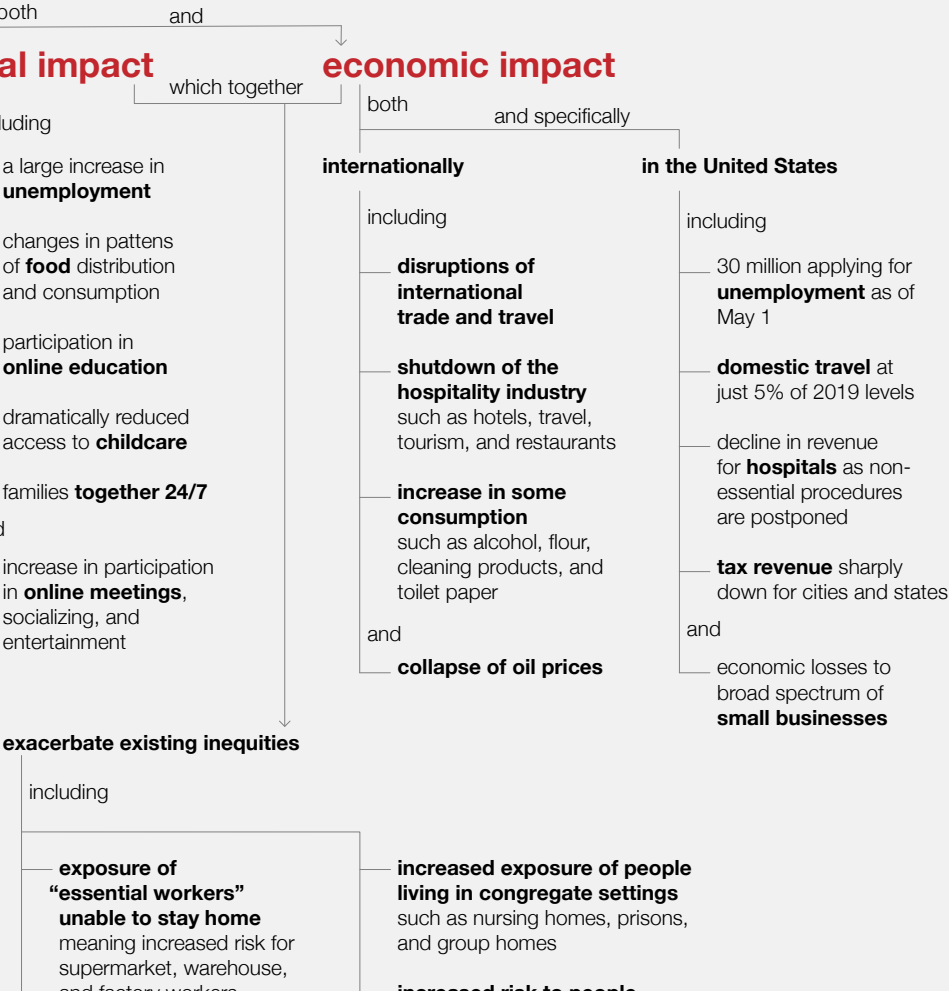 both
and
al impact
which together
luding
a large increase in
unemployment
changes in pattens
of food distribution
and consumption
participation in
online education
dramatically reduced
access to childcare
families together 24/7
d
increase in participation
in online meetings,
socializing, and
entertainment
economic impact
both
and specifically
internationally
including
disruptions of
international
trade and travel
shutdown of the
hospitality industry
such as hotels, travel,
tourism, and restaurants
increase in some
consumption
such as alcohol, flour,
cleaning products, and
toilet paper
and
collapse of oil prices
in the United States
including
30 million applying for
unemployment as of
May 1
domestic travel at
just 5% of 2019 levels
decline in revenue
for hospitals as non-
essential procedures
are postponed
tax revenue sharply
down for cities and states
and
economic losses to
broad spectrum of
small businesses
exacerbate existing inequities
including
exposure of
“essential workers”
unable to stay home
meaning increased risk for
supermarket, warehouse,
and factory workers
increased exposure of people
living in congregate settings
such as nursing homes, prisons,
and group homes
increased risk to people